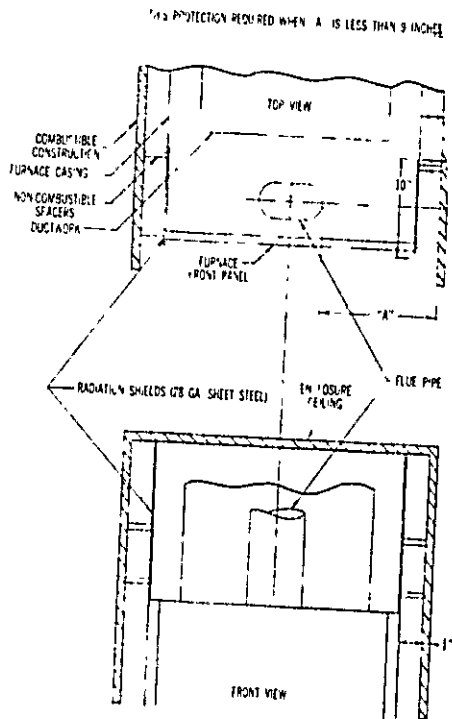 THIS PROTECTION REQUIRED WHEN "A" IS LESS THAN 9 INCHES
TOP VIEW
COMBUSTIBLE
CONSTRUCTION
FURNACE CASING
NON-COMBUSTIBLE
SPACERS
DUCTWORK
10"
FURNACE
FRONT PANEL
"A"
RADIATION SHIELDS (28 GA. SHEET STEEL)
ENCLOSURE
CEILING
FLUE PIPE
1"
FRONT VIEW